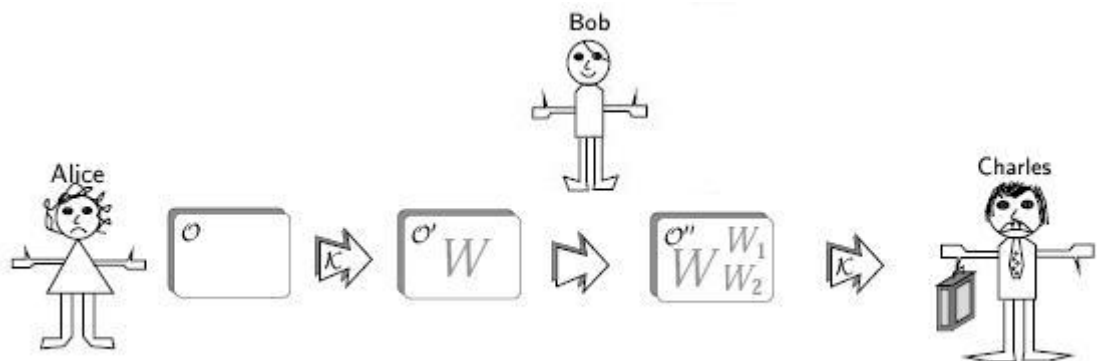 Bob
Alice
Charles
𝒪
𝒦
𝒪' W
𝒪'' W W₁ W₂
𝒦